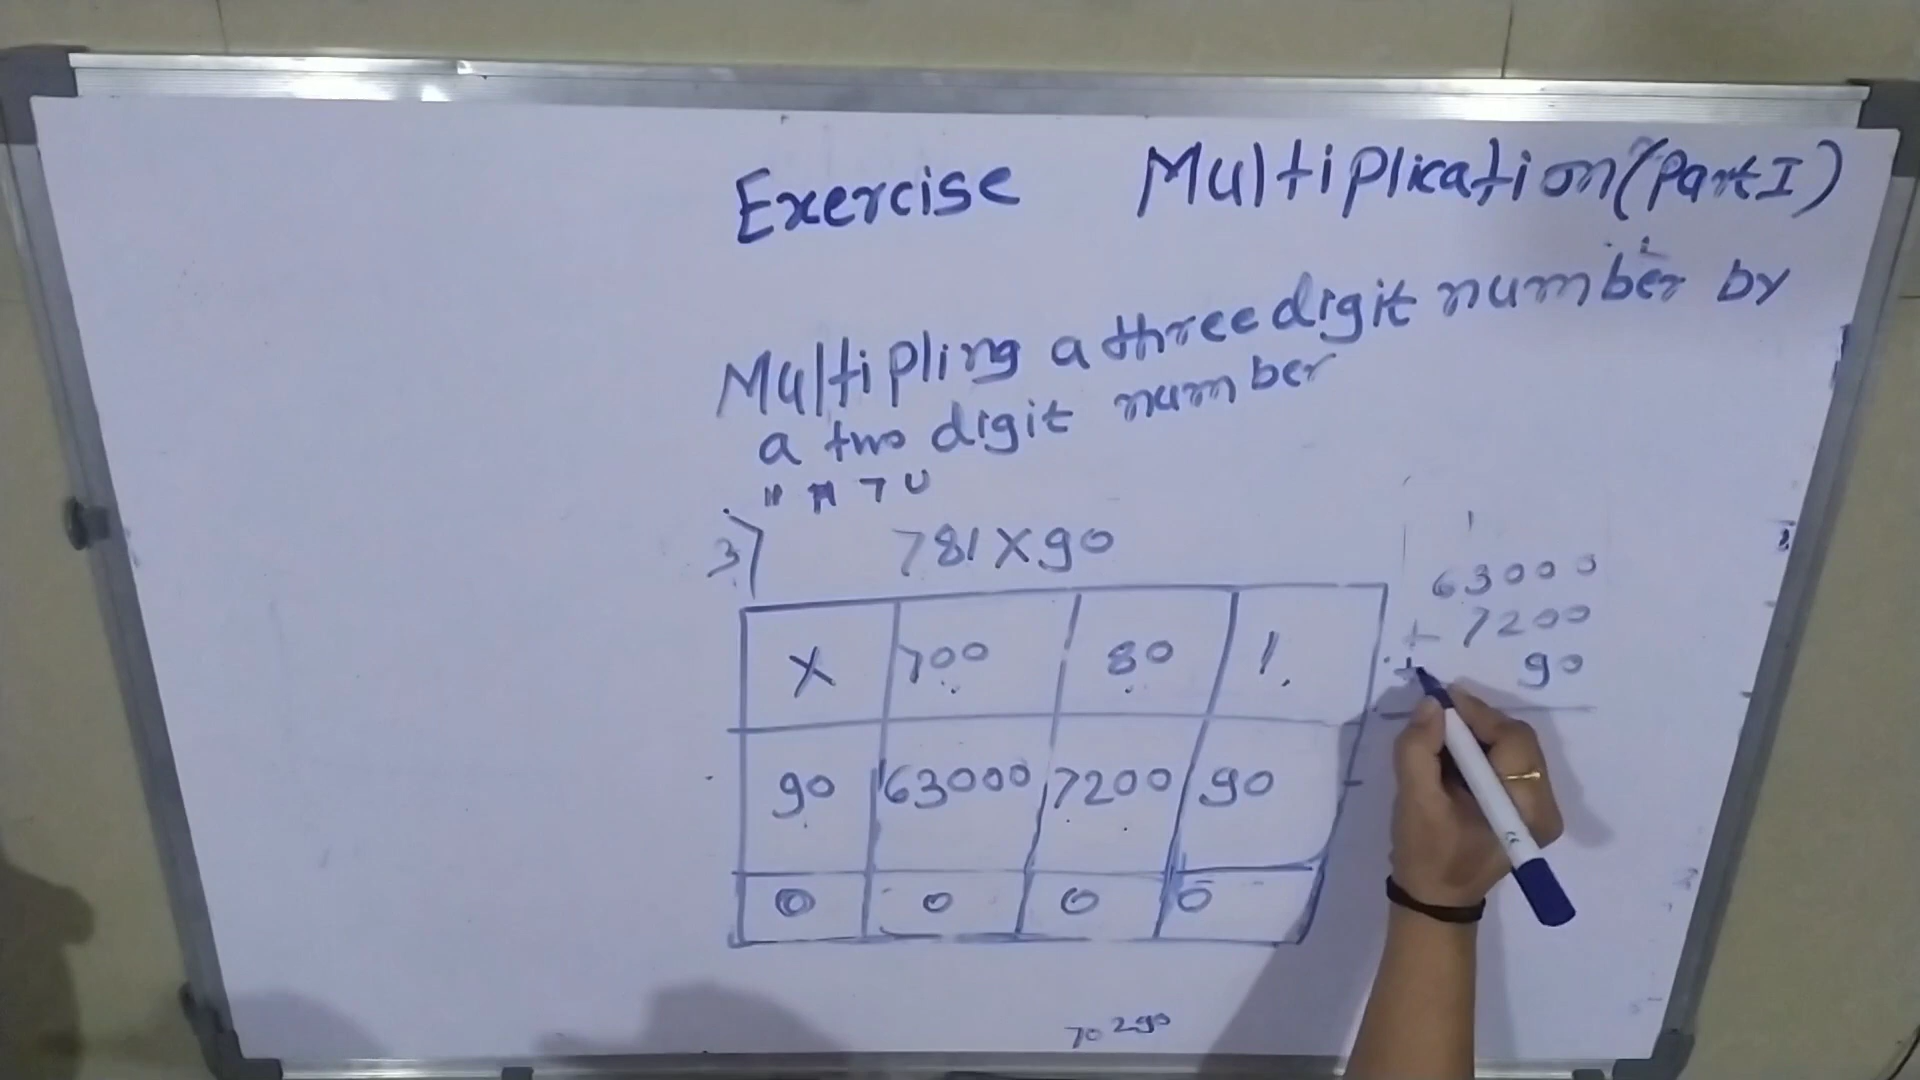 Exercise Multiplication (Part I)
Multipling a three digit number by
a two digit number
3) 781 X 90
X 700 80 1
90 63000 7200 90
0 0 0 0
1
63000
+ 7200
+ 90
70290